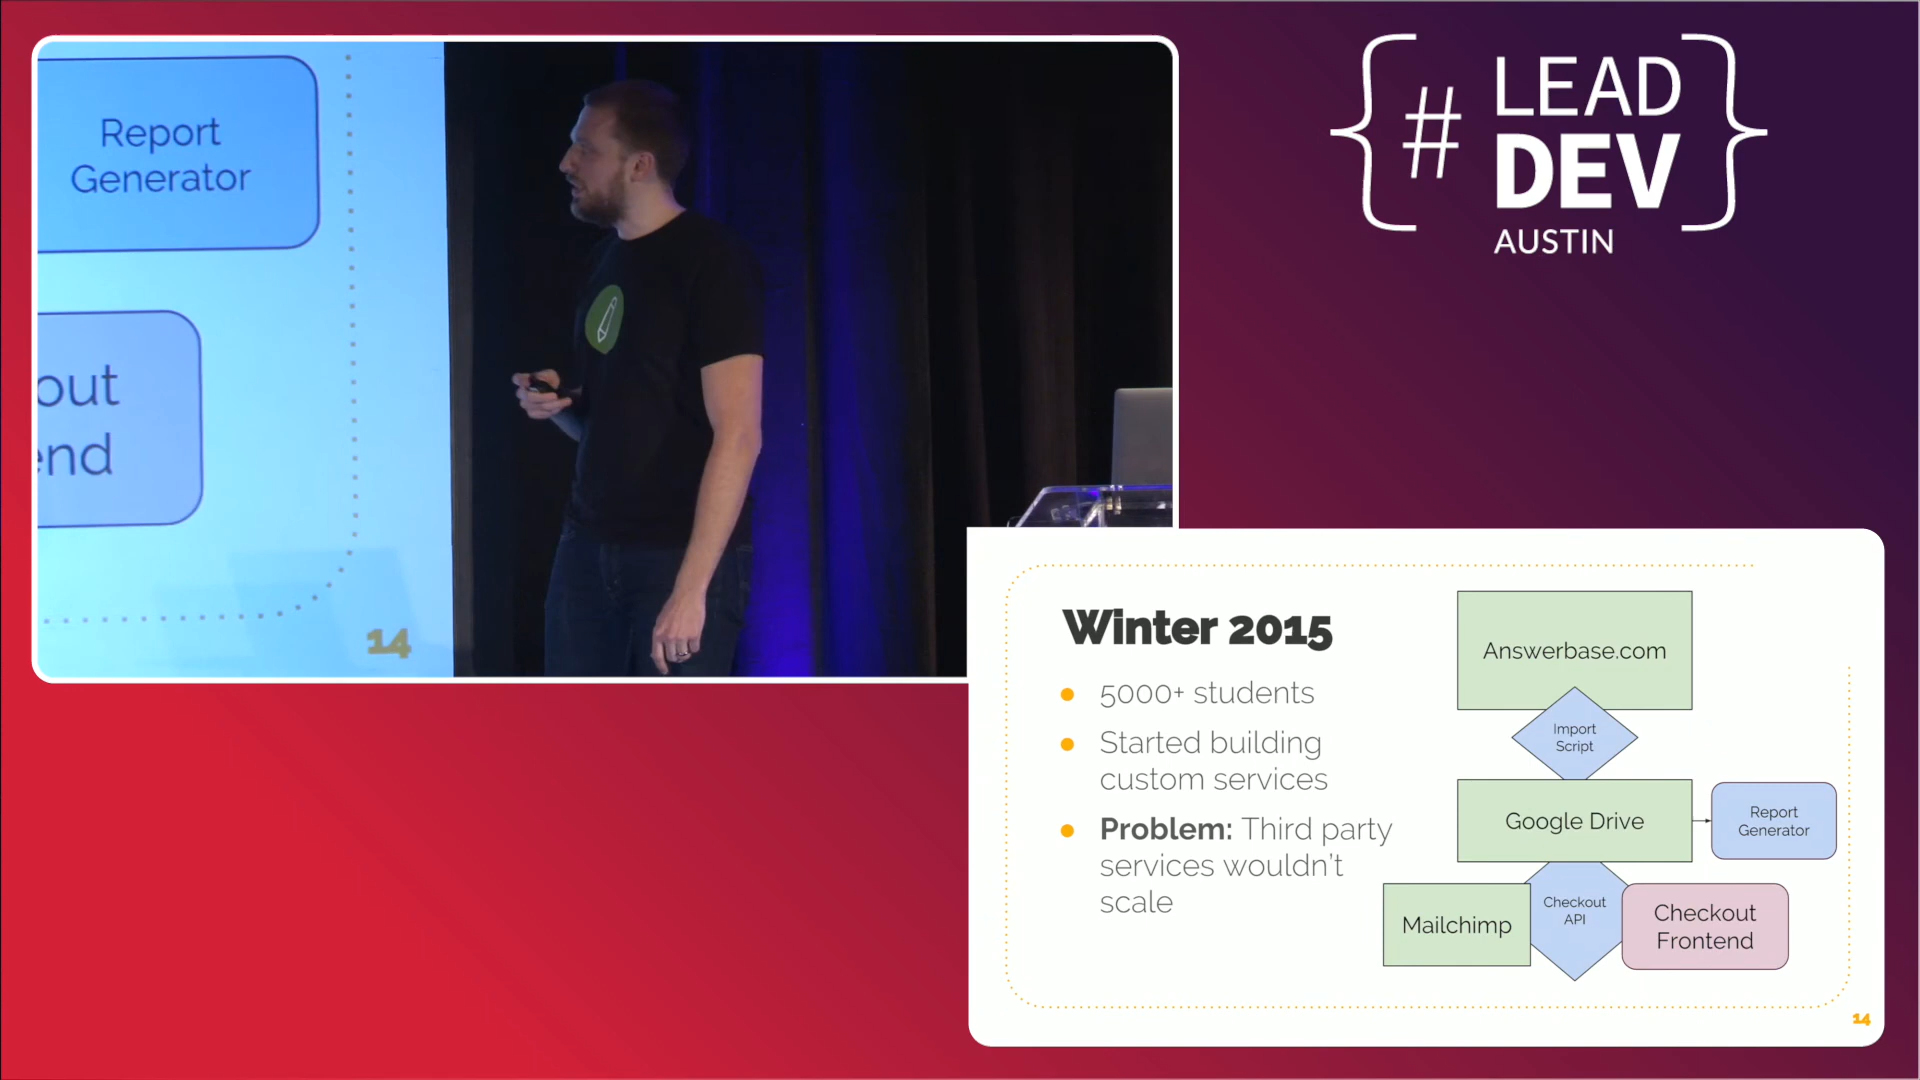 Report
Generator
out
end
14
# LEAD
DEV
AUSTIN
Winter 2015
5000+ students
Started building
custom services
Problem: Third party
services wouldn't
scale
Answerbase.com
Import
Script
Google Drive
Report
Generator
Mailchimp
Checkout
API
Checkout
Frontend
14